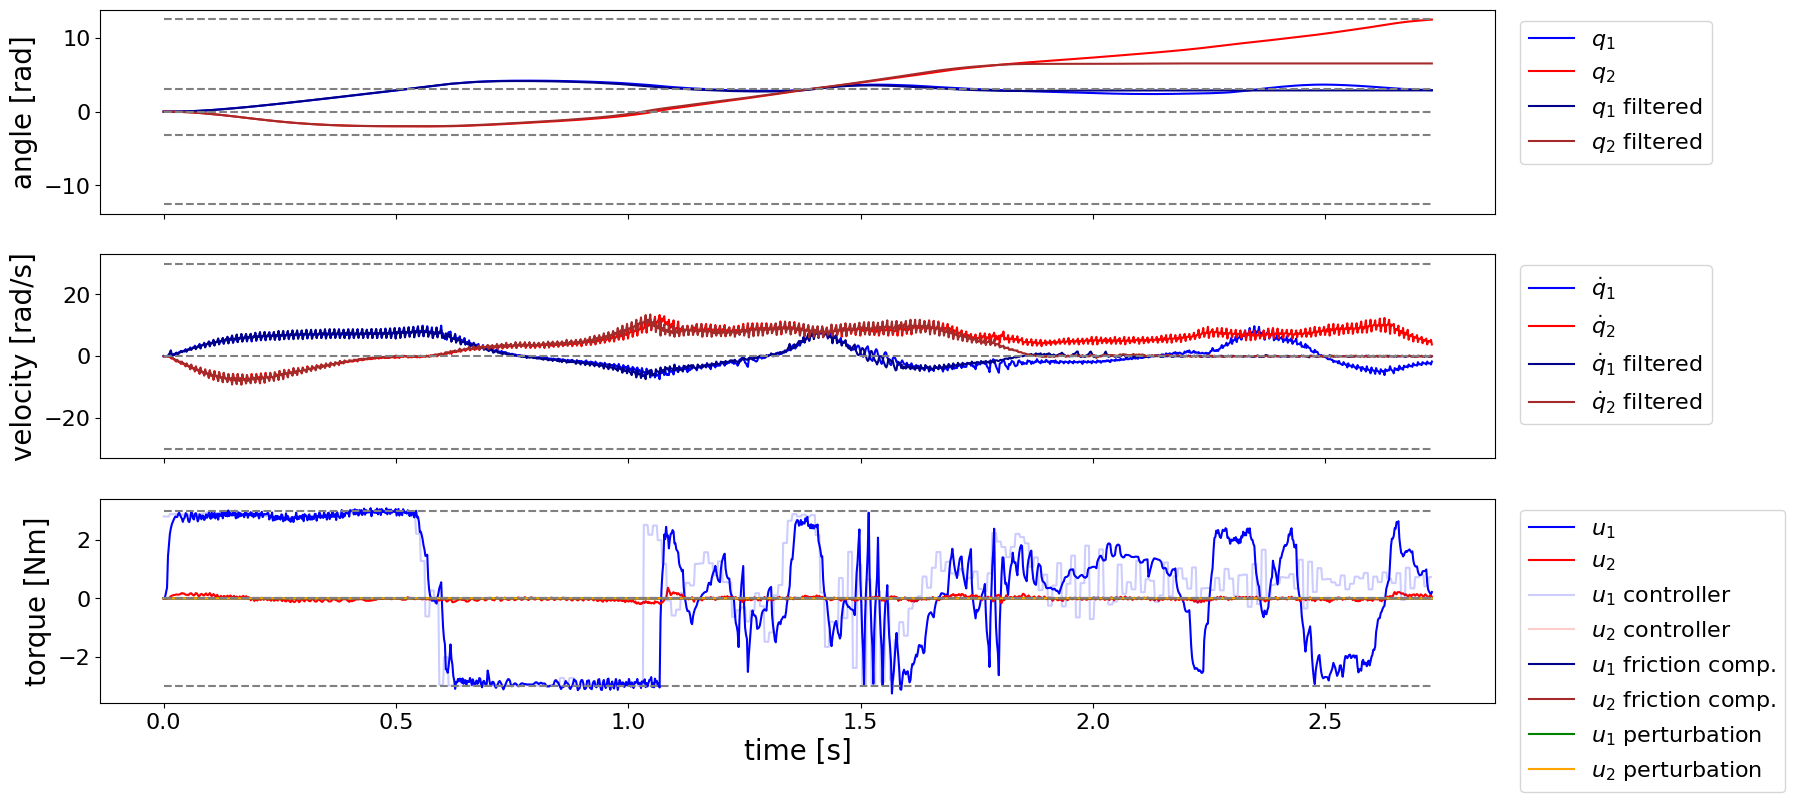 angle [rad]
10
0
−10
q₁
q₂
q₁ filtered
q₂ filtered
velocity [rad/s]
20
0
−20
q̇₁
q̇₂
q̇₁ filtered
q̇₂ filtered
torque [Nm]
2
0
−2
0.0 0.5 1.0 1.5 2.0 2.5
time [s]
u₁
u₂
u₁ controller
u₂ controller
u₁ friction comp.
u₂ friction comp.
u₁ perturbation
u₂ perturbation